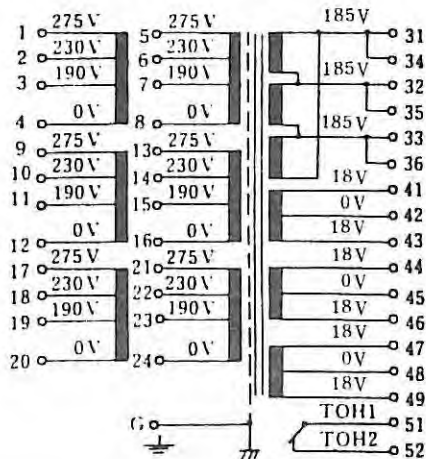 1 275V 5 275V 185V 31
2 230V 6 230V 34
3 190V 7 190V 185V 32
35
4 0V 8 0V 185V 33
36
9 275V 13 275V 18V 41
10 230V 14 230V 0V 42
11 190V 15 190V
12 0V 16 0V 18V 43
17 275V 21 275V 18V 44
18 230V 22 230V 0V 45
19 190V 23 190V 18V 46
18V 47
20 0V 24 0V 0V 48
18V 49
G TOH1 51
TOH2 52